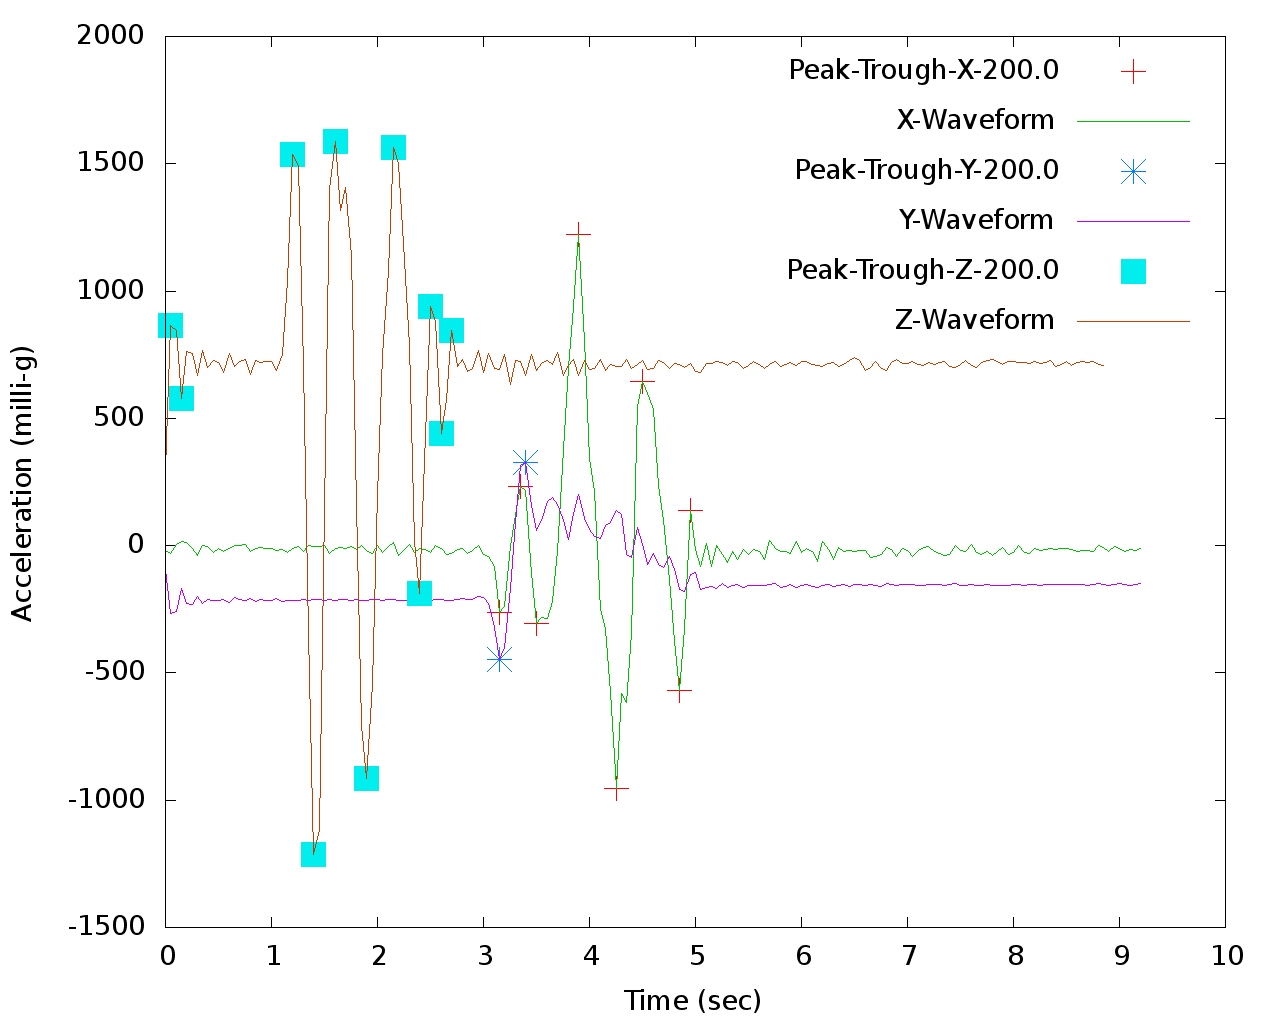 2000
1500
1000
500
0
-500
-1000
-1500
Acceleration (milli-g)
Peak-Trough-X-200.0
X-Waveform
Peak-Trough-Y-200.0
Y-Waveform
Peak-Trough-Z-200.0
Z-Waveform
0 1 2 3 4 5 6 7 8 9 10
Time (sec)